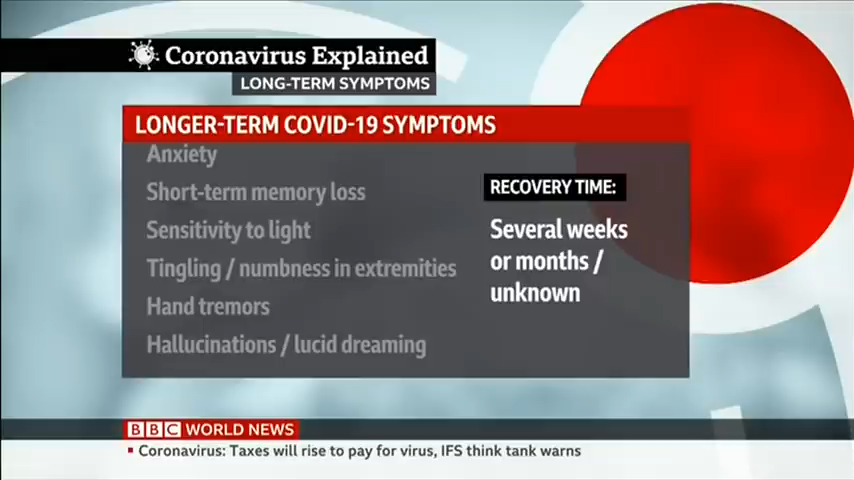 Coronavirus Explained
LONG-TERM SYMPTOMS
LONGER-TERM COVID-19 SYMPTOMS
Anxiety
Short-term memory loss
Sensitivity to light
Tingling / numbness in extremities
Hand tremors
Hallucinations / lucid dreaming
RECOVERY TIME:
Several weeks
or months /
unknown
BBC WORLD NEWS
Coronavirus: Taxes will rise to pay for virus, IFS think tank warns